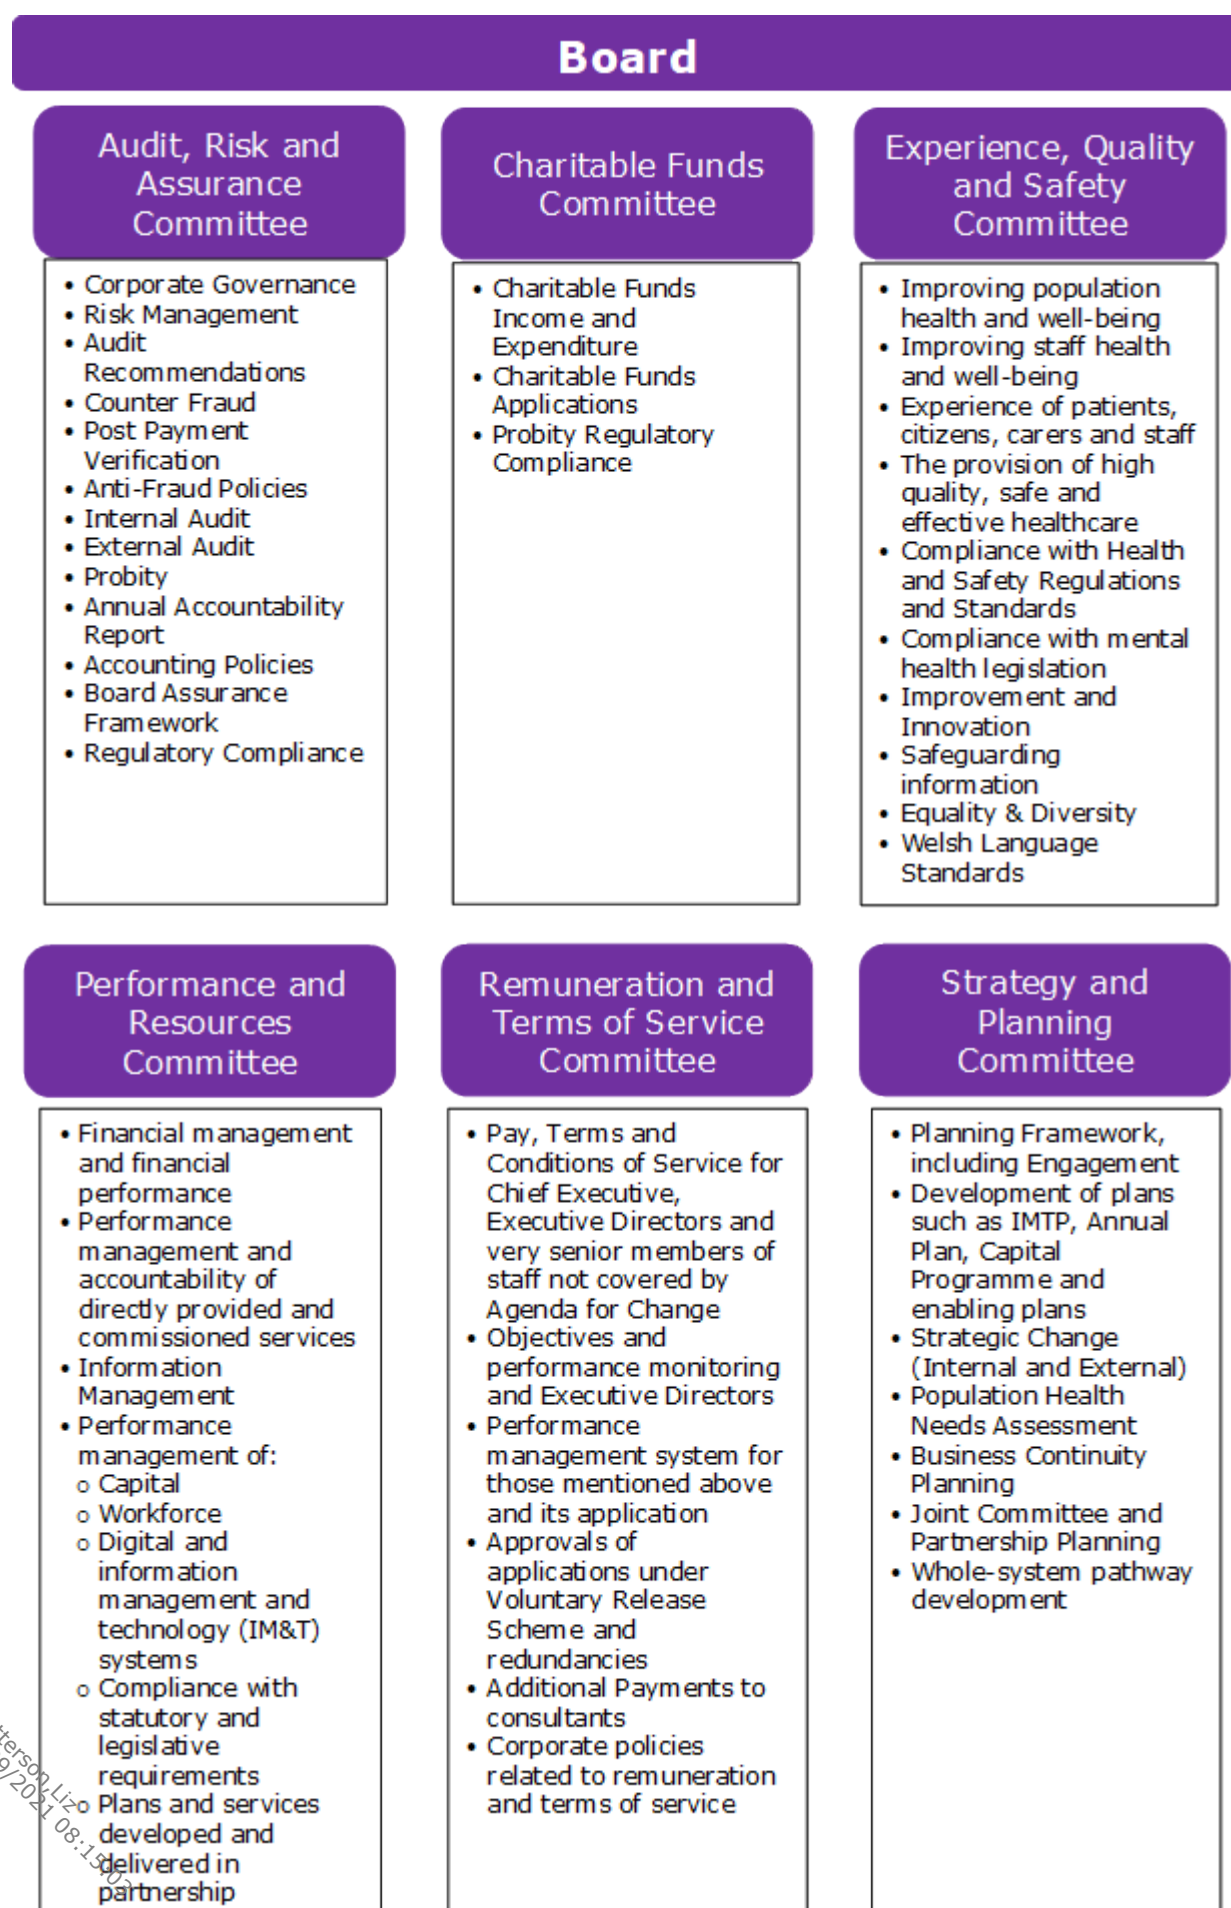 Board
Audit, Risk and
Assurance
Committee
• Corporate Governance
• Risk Management
• Audit
Recommendations
• Counter Fraud
• Post Payment
Verification
• Anti-Fraud Policies
• Internal Audit
• External Audit
• Probity
• Annual Accountability
Report
• Accounting Policies
• Board Assurance
Framework
• Regulatory Compliance
Charitable Funds
Committee
• Charitable Funds
Income and
Expenditure
• Charitable Funds
Applications
• Probity Regulatory
Compliance
Experience, Quality
and Safety
Committee
• Improving population
health and well-being
• Improving staff health
and well-being
• Experience of patients,
citizens, carers and staff
• The provision of high
quality, safe and
effective healthcare
• Compliance with Health
and Safety Regulations
and Standards
• Compliance with mental
health legislation
• Improvement and
Innovation
• Safeguarding
information
• Equality & Diversity
• Welsh Language
Standards
Performance and
Resources
Committee
• Financial management
and financial
performance
• Performance
management and
accountability of
directly provided and
commissioned services
• Information
Management
• Performance
management of:
o Capital
o Workforce
o Digital and
information
management and
technology (IM&T)
systems
o Compliance with
statutory and
legislative
requirements
o Plans and services
developed and
delivered in
partnership
Remuneration and
Terms of Service
Committee
• Pay, Terms and
Conditions of Service for
Chief Executive,
Executive Directors and
very senior members of
staff not covered by
Agenda for Change
• Objectives and
performance monitoring
and Executive Directors
• Performance
management system for
those mentioned above
and its application
• Approvals of
applications under
Voluntary Release
Scheme and
redundancies
• Additional Payments to
consultants
• Corporate policies
related to remuneration
and terms of service
Strategy and
Planning
Committee
• Planning Framework,
including Engagement
• Development of plans
such as IMTP, Annual
Plan, Capital
Programme and
enabling plans
• Strategic Change
(Internal and External)
• Population Health
Needs Assessment
• Business Continuity
Planning
• Joint Committee and
Partnership Planning
• Whole-system pathway
development
Liz
08:15:03